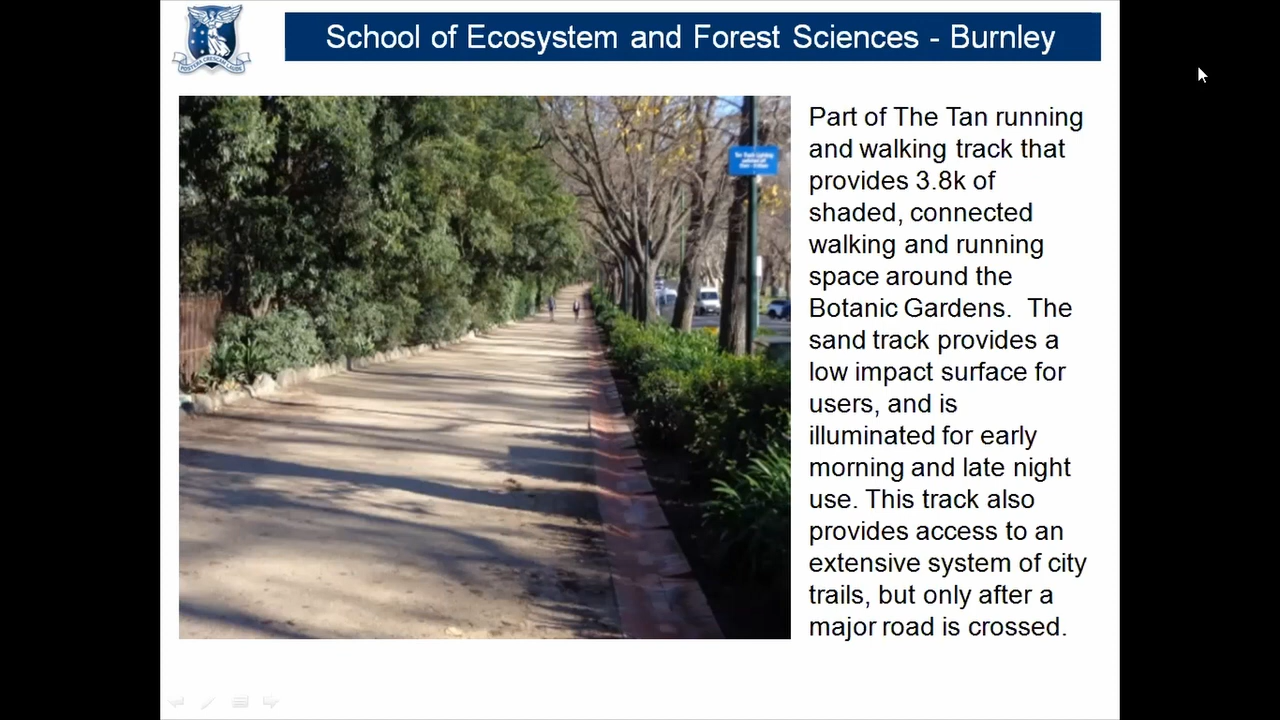 School of Ecosystem and Forest Sciences - Burnley
POSTERA CRESCAM LAUDE
Part of The Tan running
and walking track that
provides 3.8k of
shaded, connected
walking and running
space around the
Botanic Gardens.  The
sand track provides a
low impact surface for
users, and is
illuminated for early
morning and late night
use. This track also
provides access to an
extensive system of city
trails, but only after a
major road is crossed.